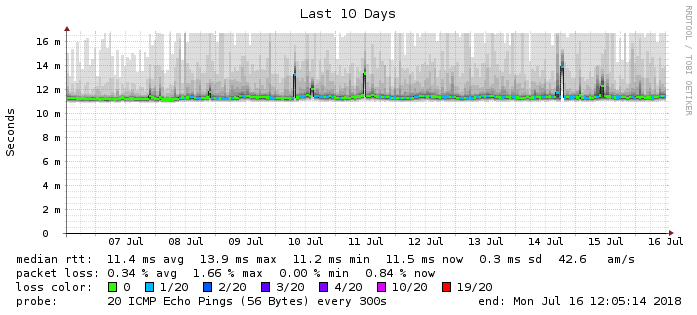 Last 10 Days
RRDTOOL / TOBI OETIKER
Seconds
16 m
14 m
12 m
10 m
8 m
6 m
4 m
2 m
0
07 Jul 08 Jul 09 Jul 10 Jul 11 Jul 12 Jul 13 Jul 14 Jul 15 Jul 16 Jul
median rtt: 11.4 ms avg 13.9 ms max 11.2 ms min 11.5 ms now 0.3 ms sd 42.6 am/s
packet loss: 0.34 % avg 1.66 % max 0.00 % min 0.84 % now
loss color: 0 1/20 2/20 3/20 4/20 10/20 19/20
probe: 20 ICMP Echo Pings (56 Bytes) every 300s end: Mon Jul 16 12:05:14 2018